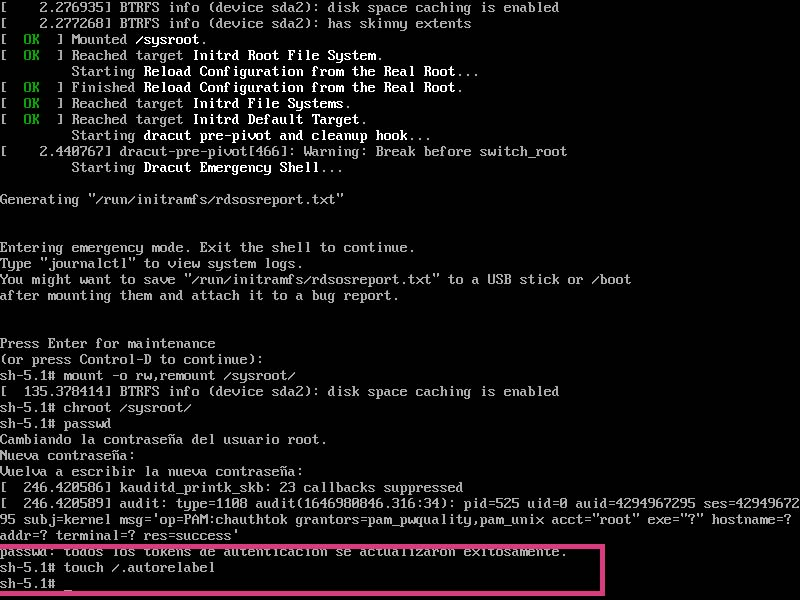 [    2.276935] BTRFS info (device sda2): disk space caching is enabled
[    2.277268] BTRFS info (device sda2): has skinny extents
[  OK  ] Mounted /sysroot.
[  OK  ] Reached target Initrd Root File System.
         Starting Reload Configuration from the Real Root...
[  OK  ] Finished Reload Configuration from the Real Root.
[  OK  ] Reached target Initrd File Systems.
[  OK  ] Reached target Initrd Default Target.
         Starting dracut pre-pivot and cleanup hook...
[    2.440767] dracut-pre-pivot[466]: Warning: Break before switch_root
         Starting Dracut Emergency Shell...
Generating "/run/initramfs/rdsosreport.txt"
Entering emergency mode. Exit the shell to continue.
Type "journalctl" to view system logs.
You might want to save "/run/initramfs/rdsosreport.txt" to a USB stick or /boot
after mounting them and attach it to a bug report.
Press Enter for maintenance
(or press Control-D to continue):
sh-5.1# mount -o rw,remount /sysroot/
[  135.378414] BTRFS info (device sda2): disk space caching is enabled
sh-5.1# chroot /sysroot/
sh-5.1# passwd
Cambiando la contraseña del usuario root.
Nueva contraseña:
Vuelva a escribir la nueva contraseña:
[  246.420586] kauditd_printk_skb: 23 callbacks suppressed
[  246.420589] audit: type=1108 audit(1646980846.316:34): pid=525 uid=0 auid=4294967295 ses=42949672
95 subj=kernel msg='op=PAM:chauthtok grantors=pam_pwquality,pam_unix acct="root" exe="?" hostname=?
addr=? terminal=? res=success'
passwd: todos los tokens de autenticación se actualizaron exitosamente.
sh-5.1# touch /.autorelabel
sh-5.1# _